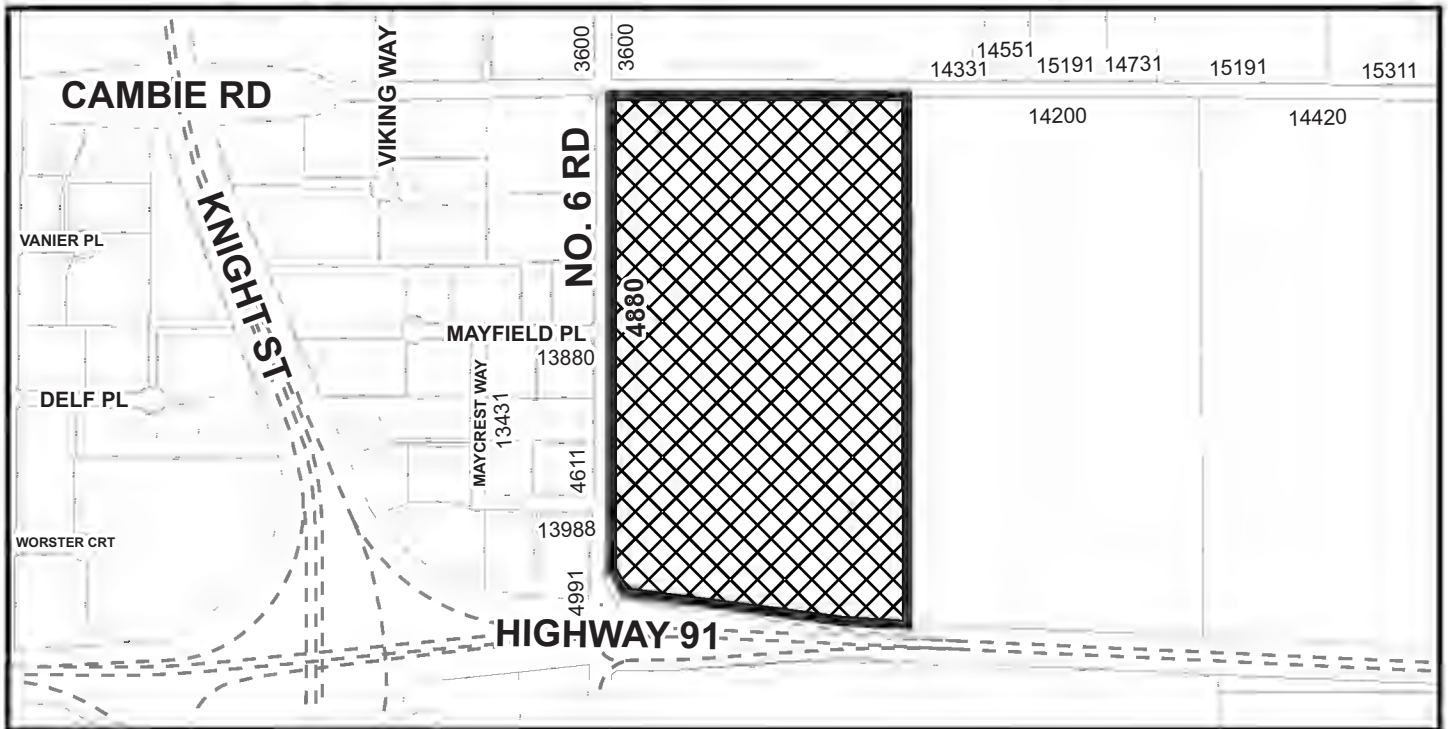 3600
3600
14551
14331
15191
14731
15191
15311
CAMBIE RD
VIKING WAY
14200
14420
NO. 6 RD
KNIGHT ST
VANIER PL
4880
MAYFIELD PL
13880
DELF PL
MAYCREST WAY
13431
4611
13988
WORSTER CRT
4991
HIGHWAY 91